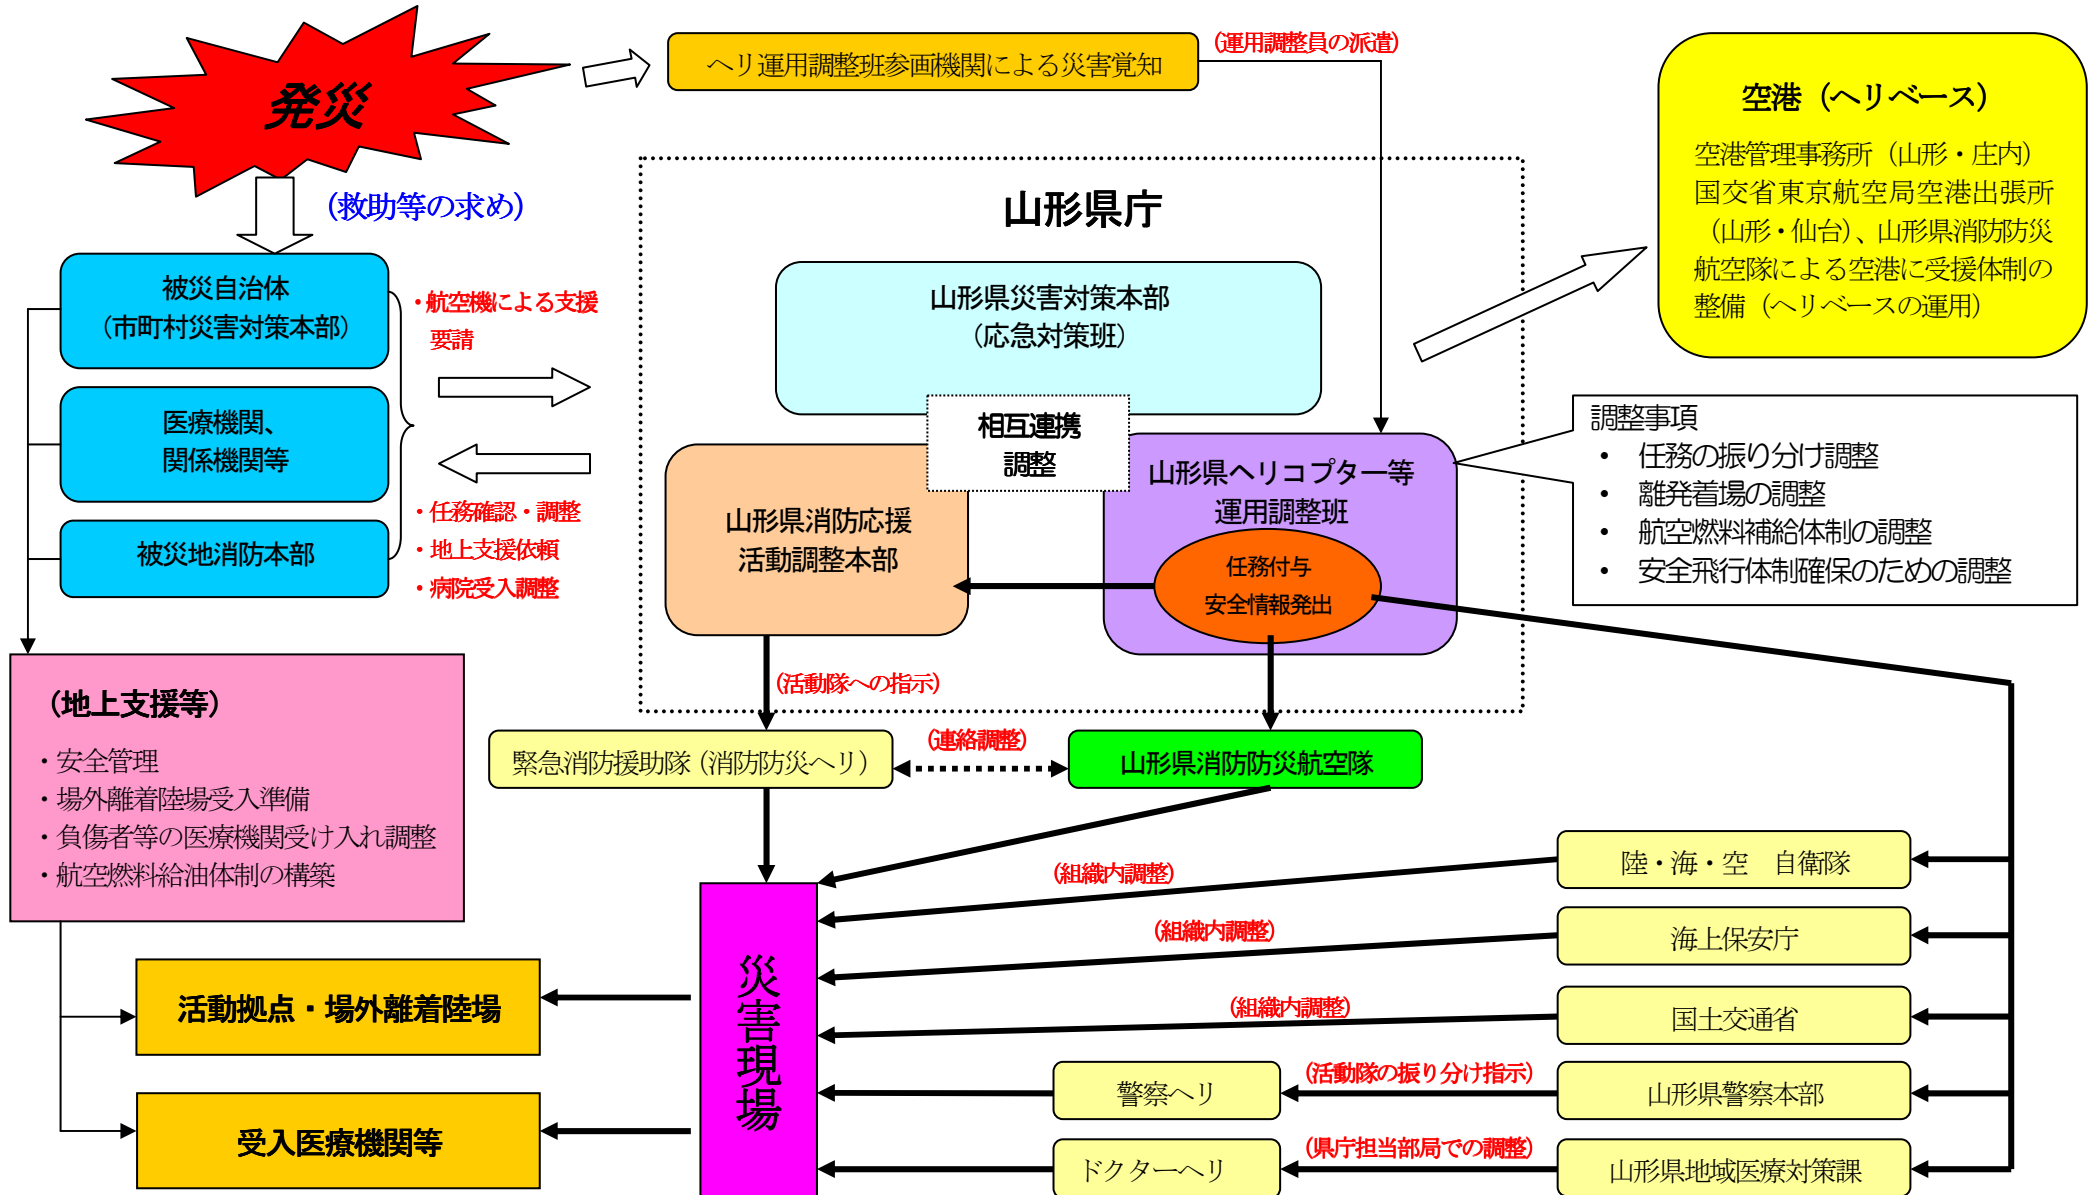 発災
ヘリ運用調整班参画機関による災害覚知
（運用調整員の派遣）
空港（ヘリベース）
空港管理事務所（山形・庄内）
国交省東京航空局空港出張所
（山形・仙台）、山形県消防防災
航空隊による空港に受援体制の
整備（ヘリベースの運用）
（救助等の求め）
山形県庁
被災自治体
（市町村災害対策本部）
・航空機による支援
要請
医療機関、
関係機関等
被災地消防本部
・任務確認・調整
・地上支援依頼
・病院受入調整
山形県災害対策本部
（応急対策班）
相互連携
調整
山形県消防応援
活動調整本部
山形県ヘリコプター等
運用調整班
任務付与
安全情報発出
調整事項
• 任務の振り分け調整
• 離発着場の調整
• 航空燃料補給体制の調整
• 安全飛行体制確保のための調整
（地上支援等）
・安全管理
・場外離着陸場受入準備
・負傷者等の医療機関受け入れ調整
・航空燃料給油体制の構築
（活動隊への指示）
緊急消防援助隊（消防防災ヘリ）
（連絡調整）
山形県消防防災航空隊
災害現場
（組織内調整）
陸・海・空　自衛隊
（組織内調整）
海上保安庁
（組織内調整）
国土交通省
警察ヘリ
（活動隊の振り分け指示）
山形県警察本部
ドクターヘリ
（県庁担当部局での調整）
山形県地域医療対策課
活動拠点・場外離着陸場
受入医療機関等